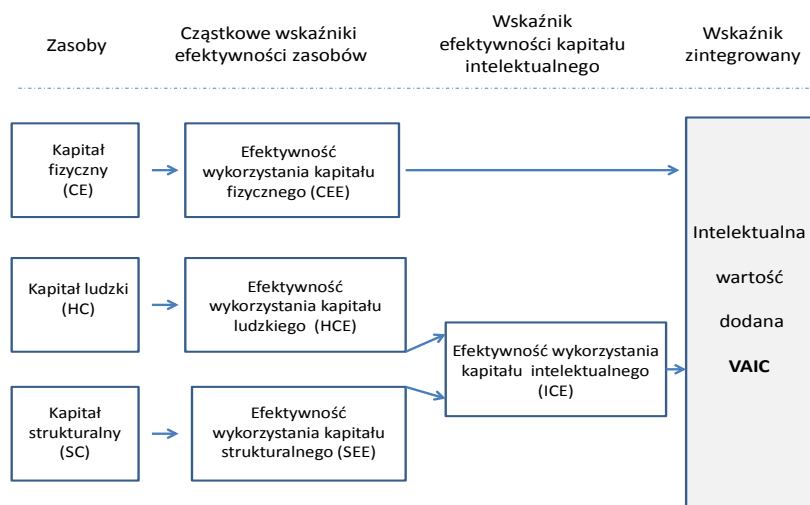 Zasoby
Cząstkowe wskaźniki
efektywności zasobów
Wskaźnik
efektywności kapitału
intelektualnego
Wskaźnik
zintegrowany
Kapitał
fizyczny
(CE)
Efektywność
wykorzystania kapitału
fizycznego (CEE)
Kapitał ludzki
(HC)
Efektywność
wykorzystania kapitału
ludzkiego (HCE)
Kapitał
strukturalny
(SC)
Efektywność
wykorzystania kapitału
strukturalnego (SEE)
Efektywność wykorzystania
kapitału intelektualnego
(ICE)
Intelektualna
wartość
dodana
VAIC